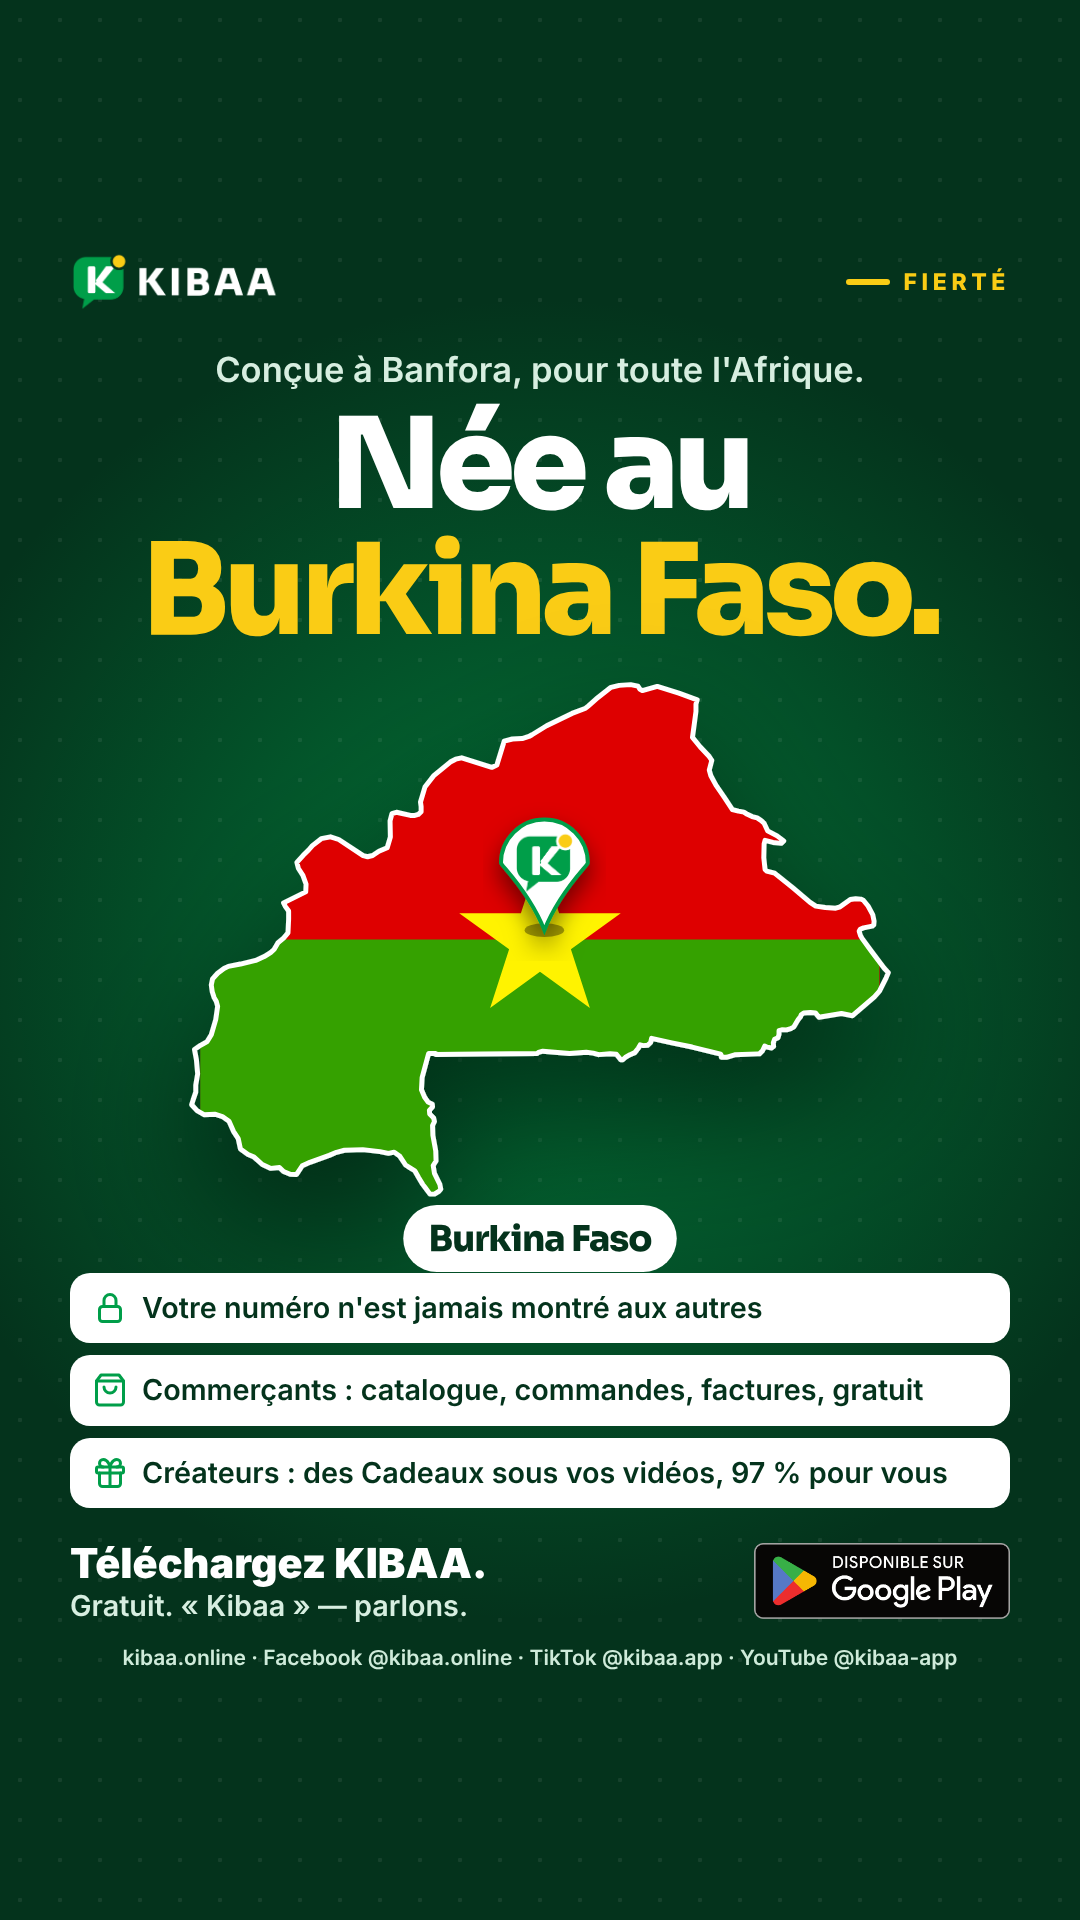 KIBAA
FIERTÉ
Conçue à Banfora, pour toute l'Afrique.
Née au
Burkina Faso.
K
Burkina Faso
Votre numéro n'est jamais montré aux autres
Commerçants : catalogue, commandes, factures, gratuit
Créateurs : des Cadeaux sous vos vidéos, 97 % pour vous
Téléchargez KIBAA.
Gratuit. « Kibaa » — parlons.
DISPONIBLE SUR
Google Play
kibaa.online · Facebook @kibaa.online · TikTok @kibaa.app · YouTube @kibaa-app